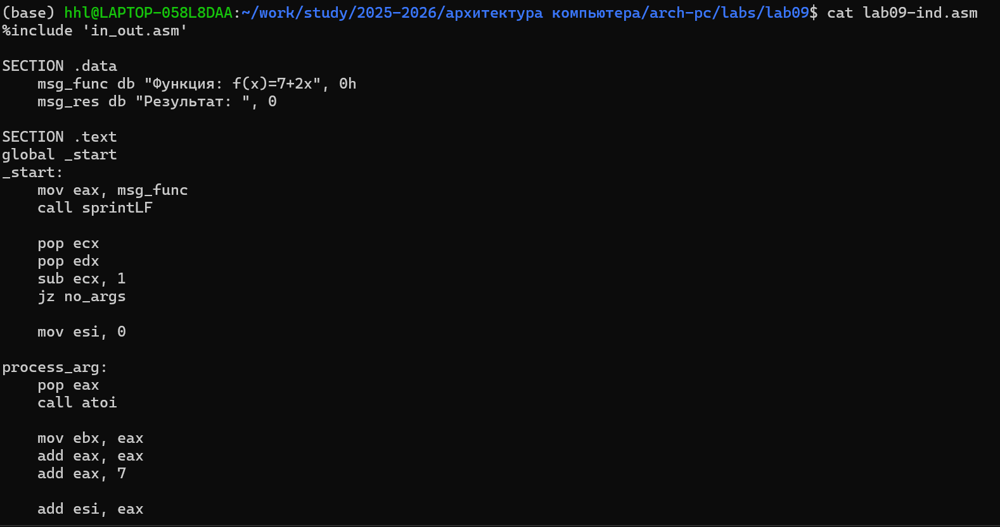 (base) hhl@LAPTOP-058L8DAA:~/work/study/2025-2026/архитектура компьютера/arch-pc/labs/lab09$ cat lab09-ind.asm
%include 'in_out.asm'
SECTION .data
msg_func db "Функция: f(x)=7+2x", 0h
msg_res db "Результат: ", 0
SECTION .text
global _start
_start:
mov eax, msg_func
call sprintLF
pop ecx
pop edx
sub ecx, 1
jz no_args
mov esi, 0
process_arg:
pop eax
call atoi
mov ebx, eax
add eax, eax
add eax, 7
add esi, eax